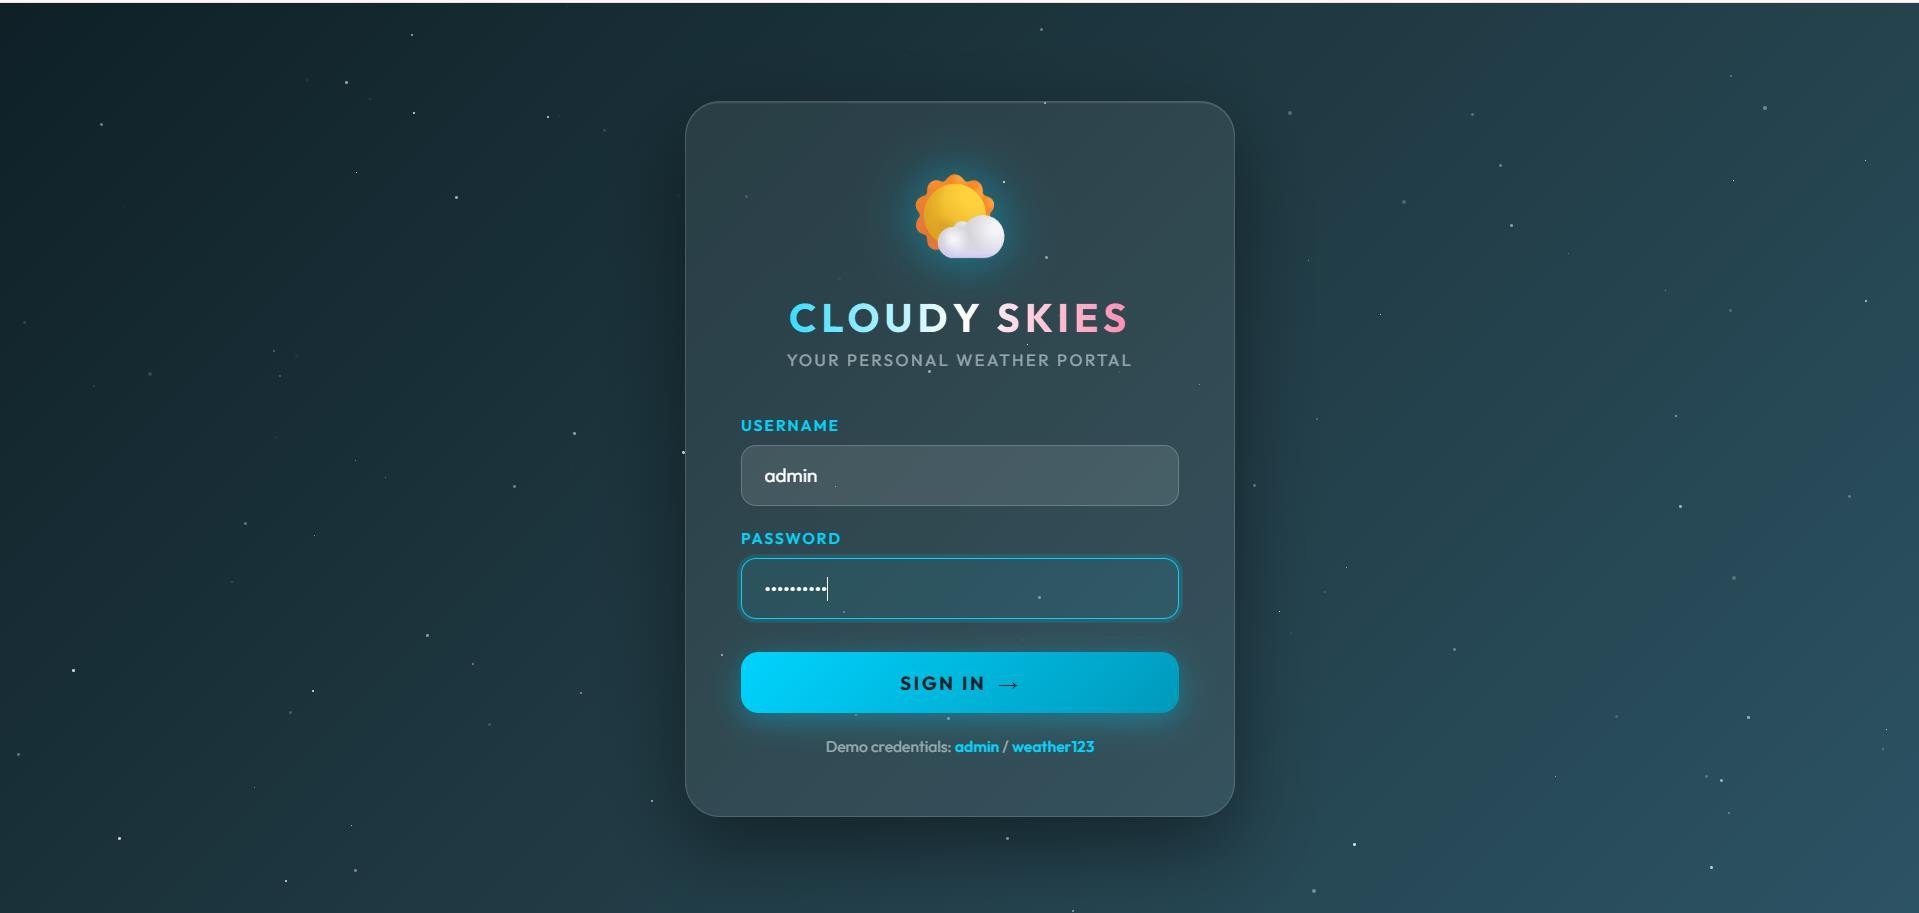 CLOUDY SKIES
YOUR PERSONAL WEATHER PORTAL
USERNAME
admin
PASSWORD
••••••••••
SIGN IN →
Demo credentials: admin / weather123